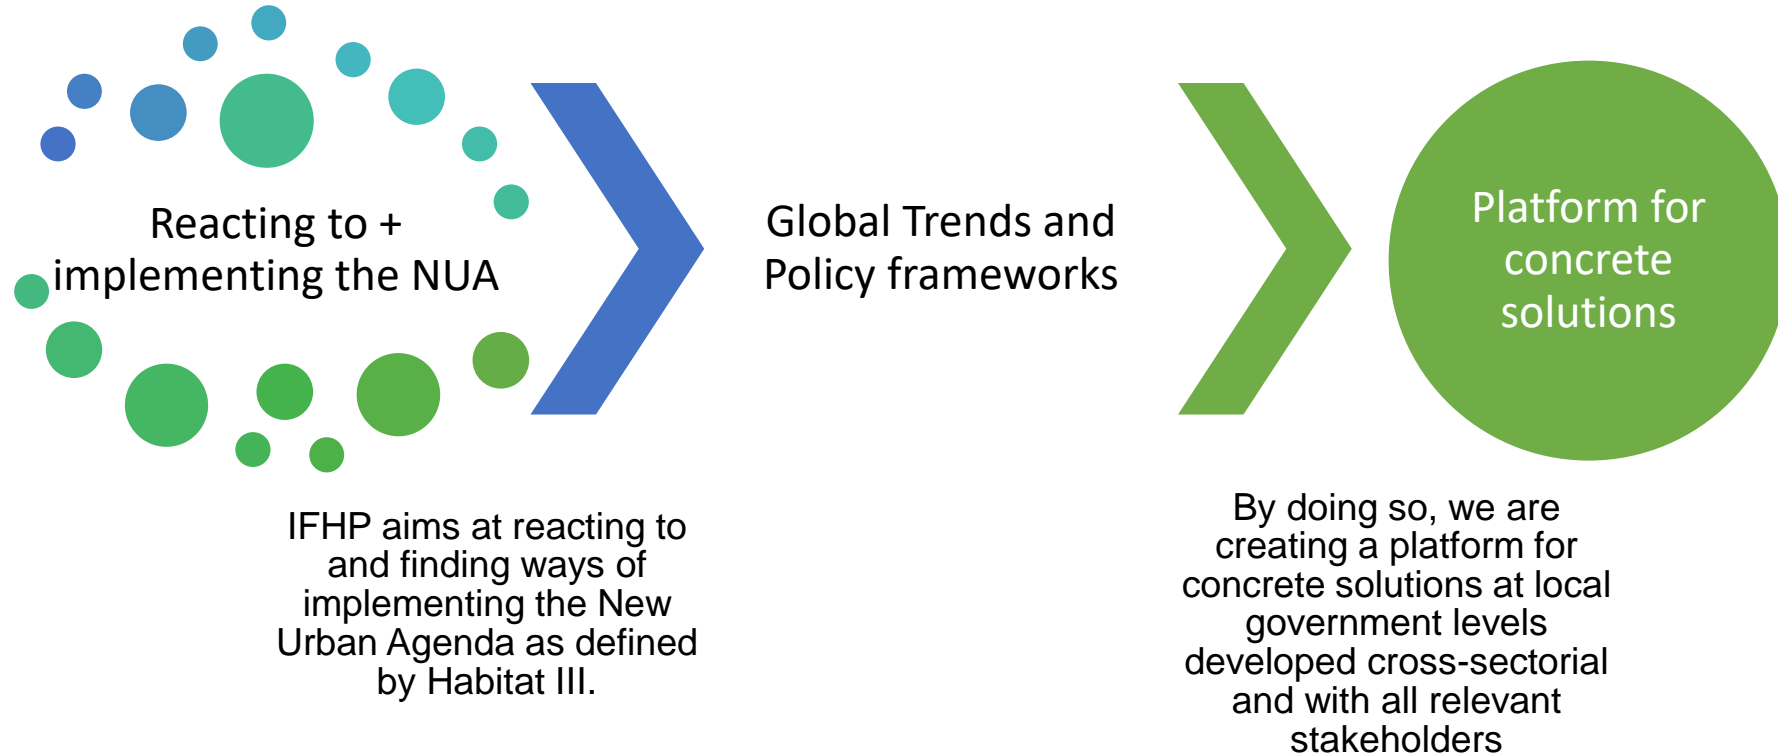 Reacting to +
implementing the NUA
Global Trends and
Policy frameworks
Platform for
concrete
solutions
IFHP aims at reacting to
and finding ways of
implementing the New
Urban Agenda as defined
by Habitat III.
By doing so, we are
creating a platform for
concrete solutions at local
government levels
developed cross-sectorial
and with all relevant
stakeholders